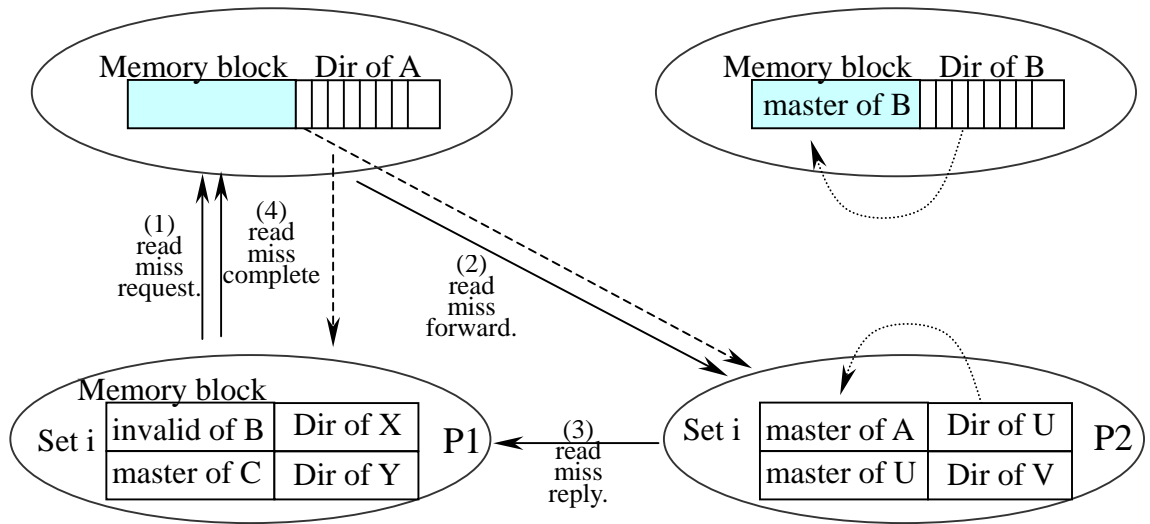 Memory block Dir of A
Memory block Dir of B
master of B
(1)
read
miss
request.
(4)
read
miss
complete
(2)
read
miss
forward.
Memory block
Set i
invalid of B
Dir of X
master of C
Dir of Y
P1
(3)
read
miss
reply.
Set i
master of A
Dir of U
master of U
Dir of V
P2